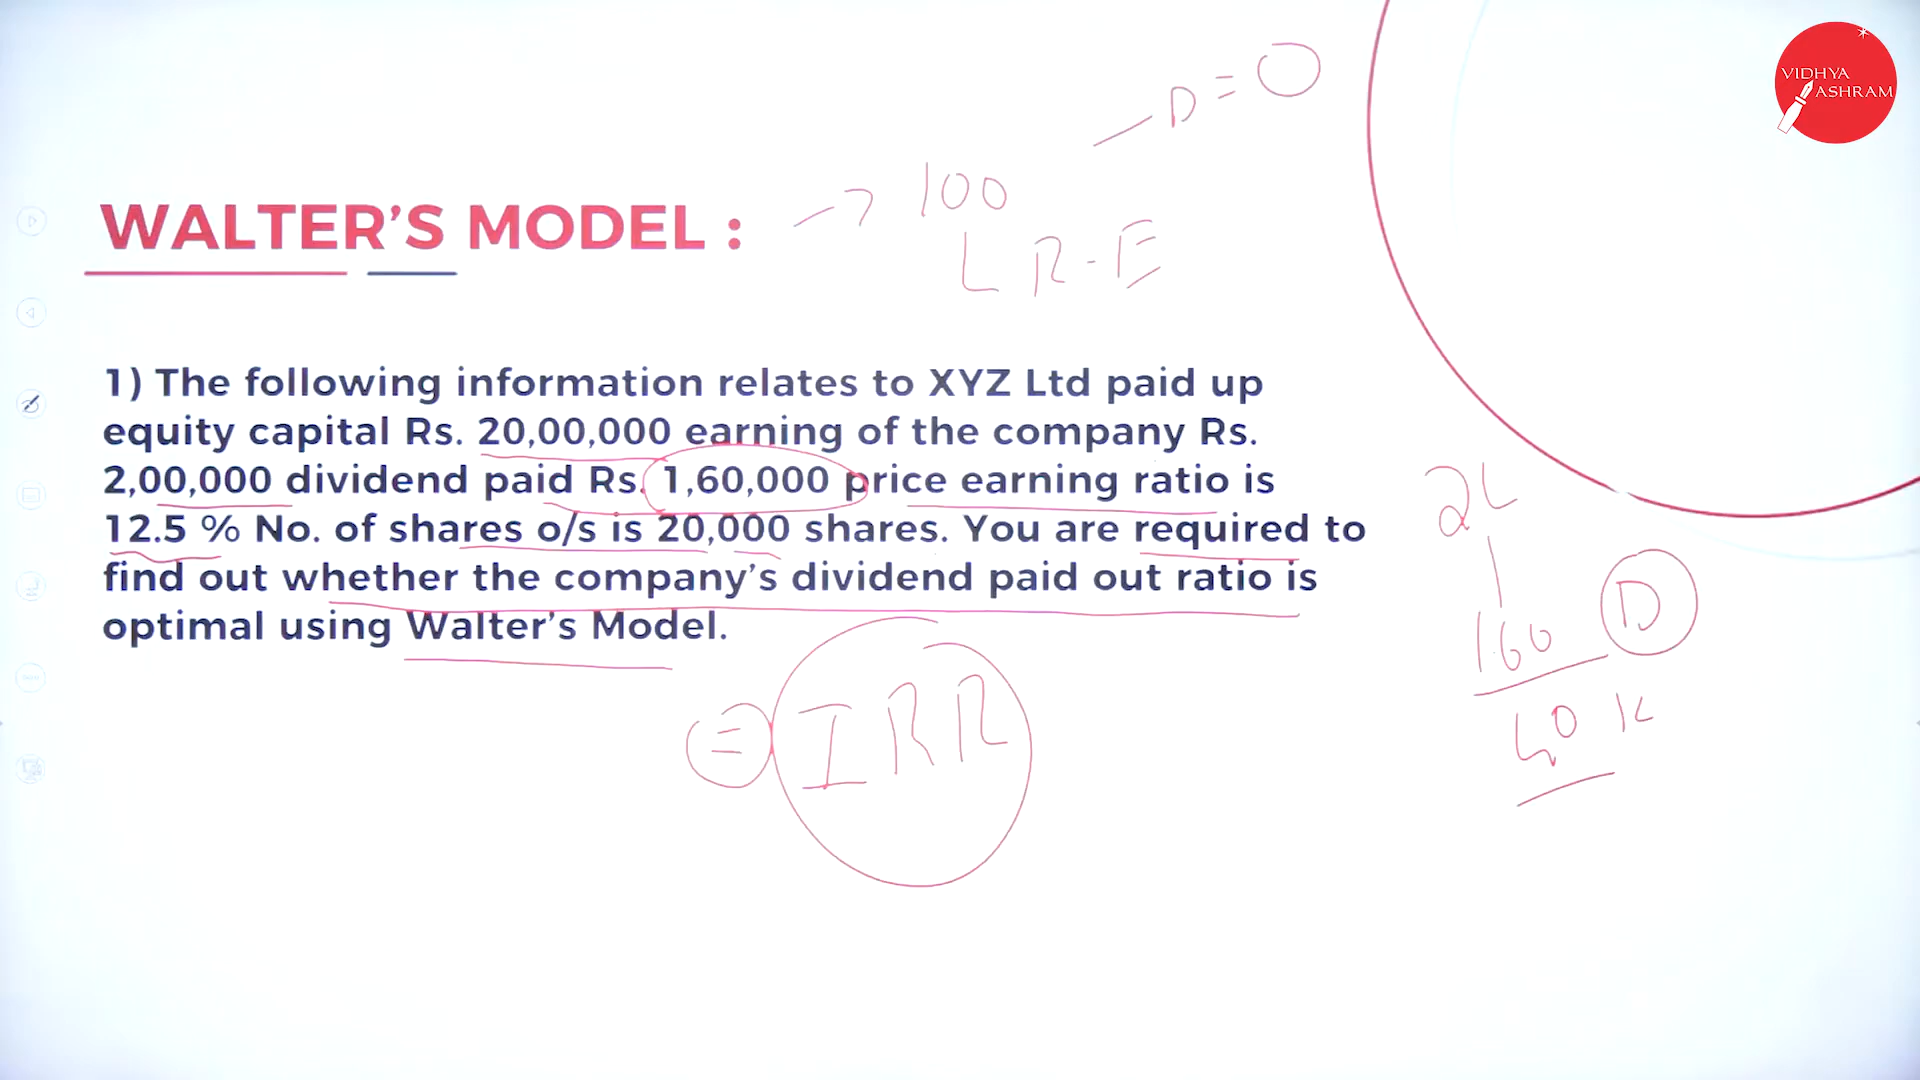 VIDHYA
ASHRAM
D = 0
100
L R-E
WALTER'S MODEL :
1) The following information relates to XYZ Ltd paid up
equity capital Rs. 20,00,000 earning of the company Rs.
2,00,000 dividend paid Rs. 1,60,000 price earning ratio is
12.5 % No. of shares o/s is 20,000 shares. You are required to
find out whether the company's dividend paid out ratio is
optimal using Walter's Model.
2L
160 D
40 K
= IRR